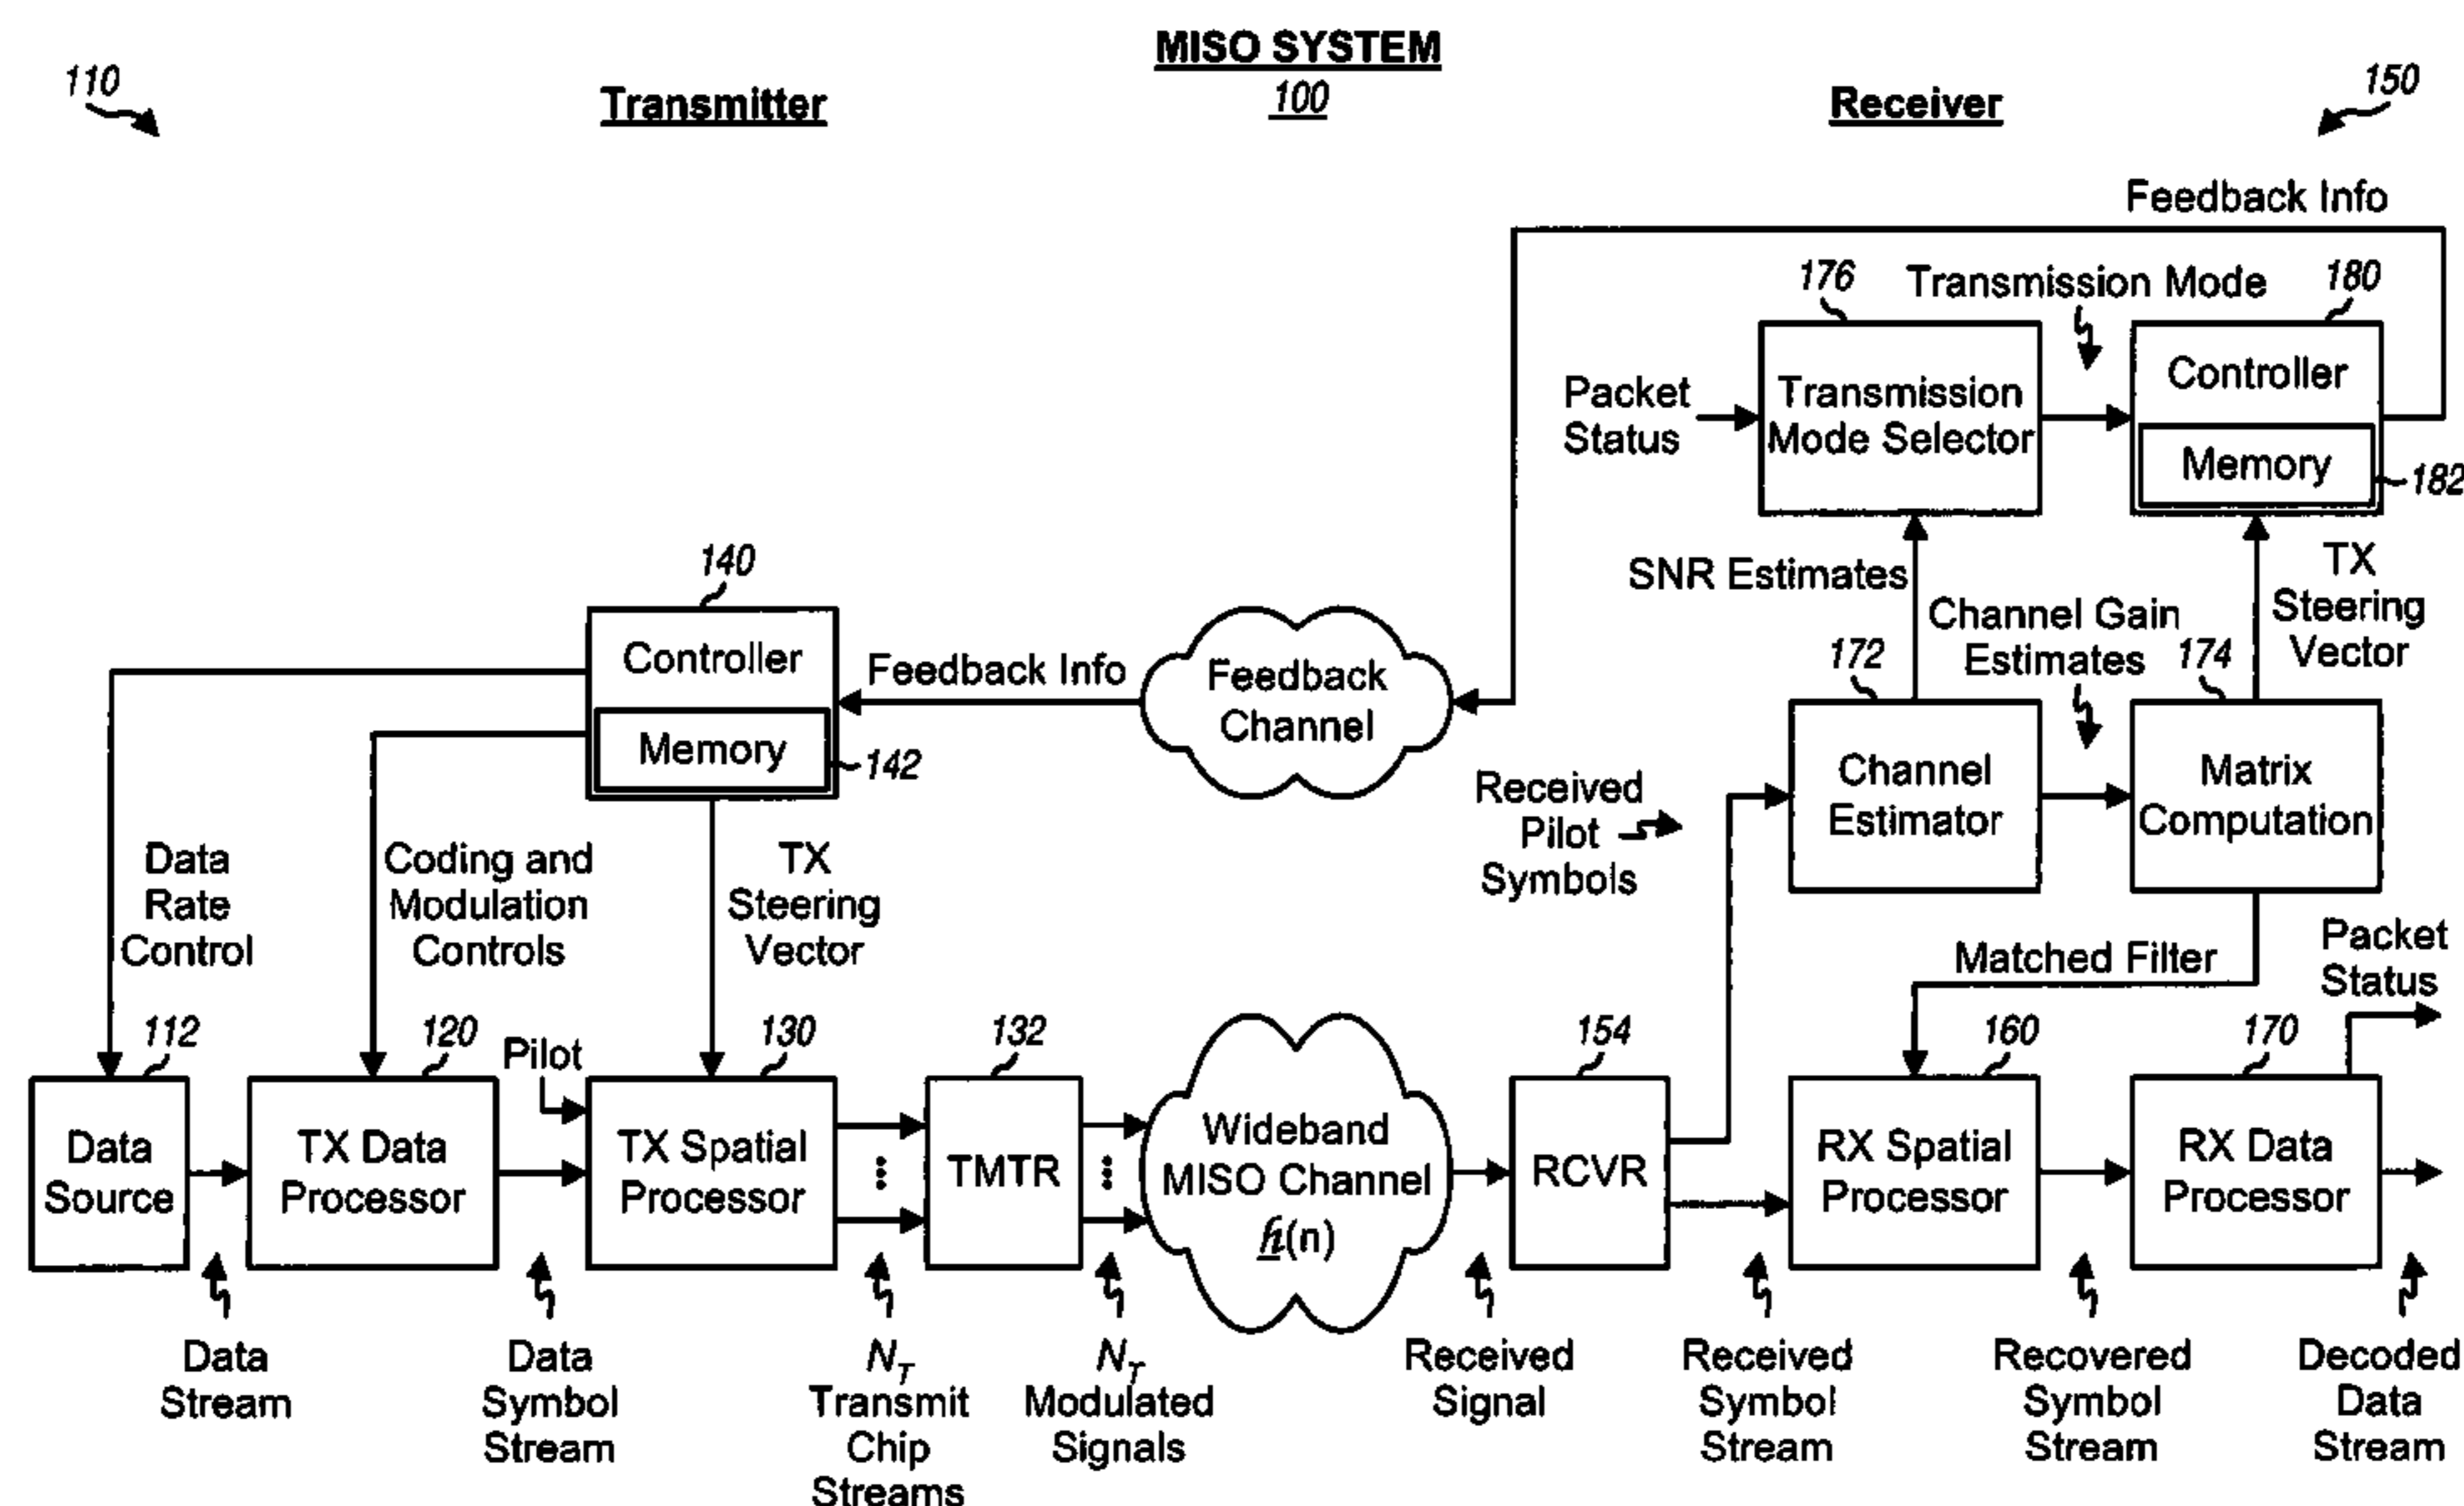 MISO SYSTEM
100
110
Transmitter
Receiver
150
Feedback Info
176
Transmission Mode
180
Packet
Status
Transmission
Mode Selector
Controller
Memory
182
SNR Estimates
TX
Steering
Vector
Channel Gain
Estimates
172
174
140
Controller
Memory
142
Feedback Info
Feedback
Channel
Received
Pilot
Symbols
Channel
Estimator
Matrix
Computation
Data
Rate
Control
Coding and
Modulation
Controls
TX
Steering
Vector
Matched Filter
Packet
Status
112
120
Pilot
130
132
154
160
170
Data
Source
TX Data
Processor
TX Spatial
Processor
TMTR
Wideband
MISO Channel
h(n)
RCVR
RX Spatial
Processor
RX Data
Processor
Data
Stream
Data
Symbol
Stream
N_T
Transmit
Chip
Streams
N_T
Modulated
Signals
Received
Signal
Received
Symbol
Stream
Recovered
Symbol
Stream
Decoded
Data
Stream